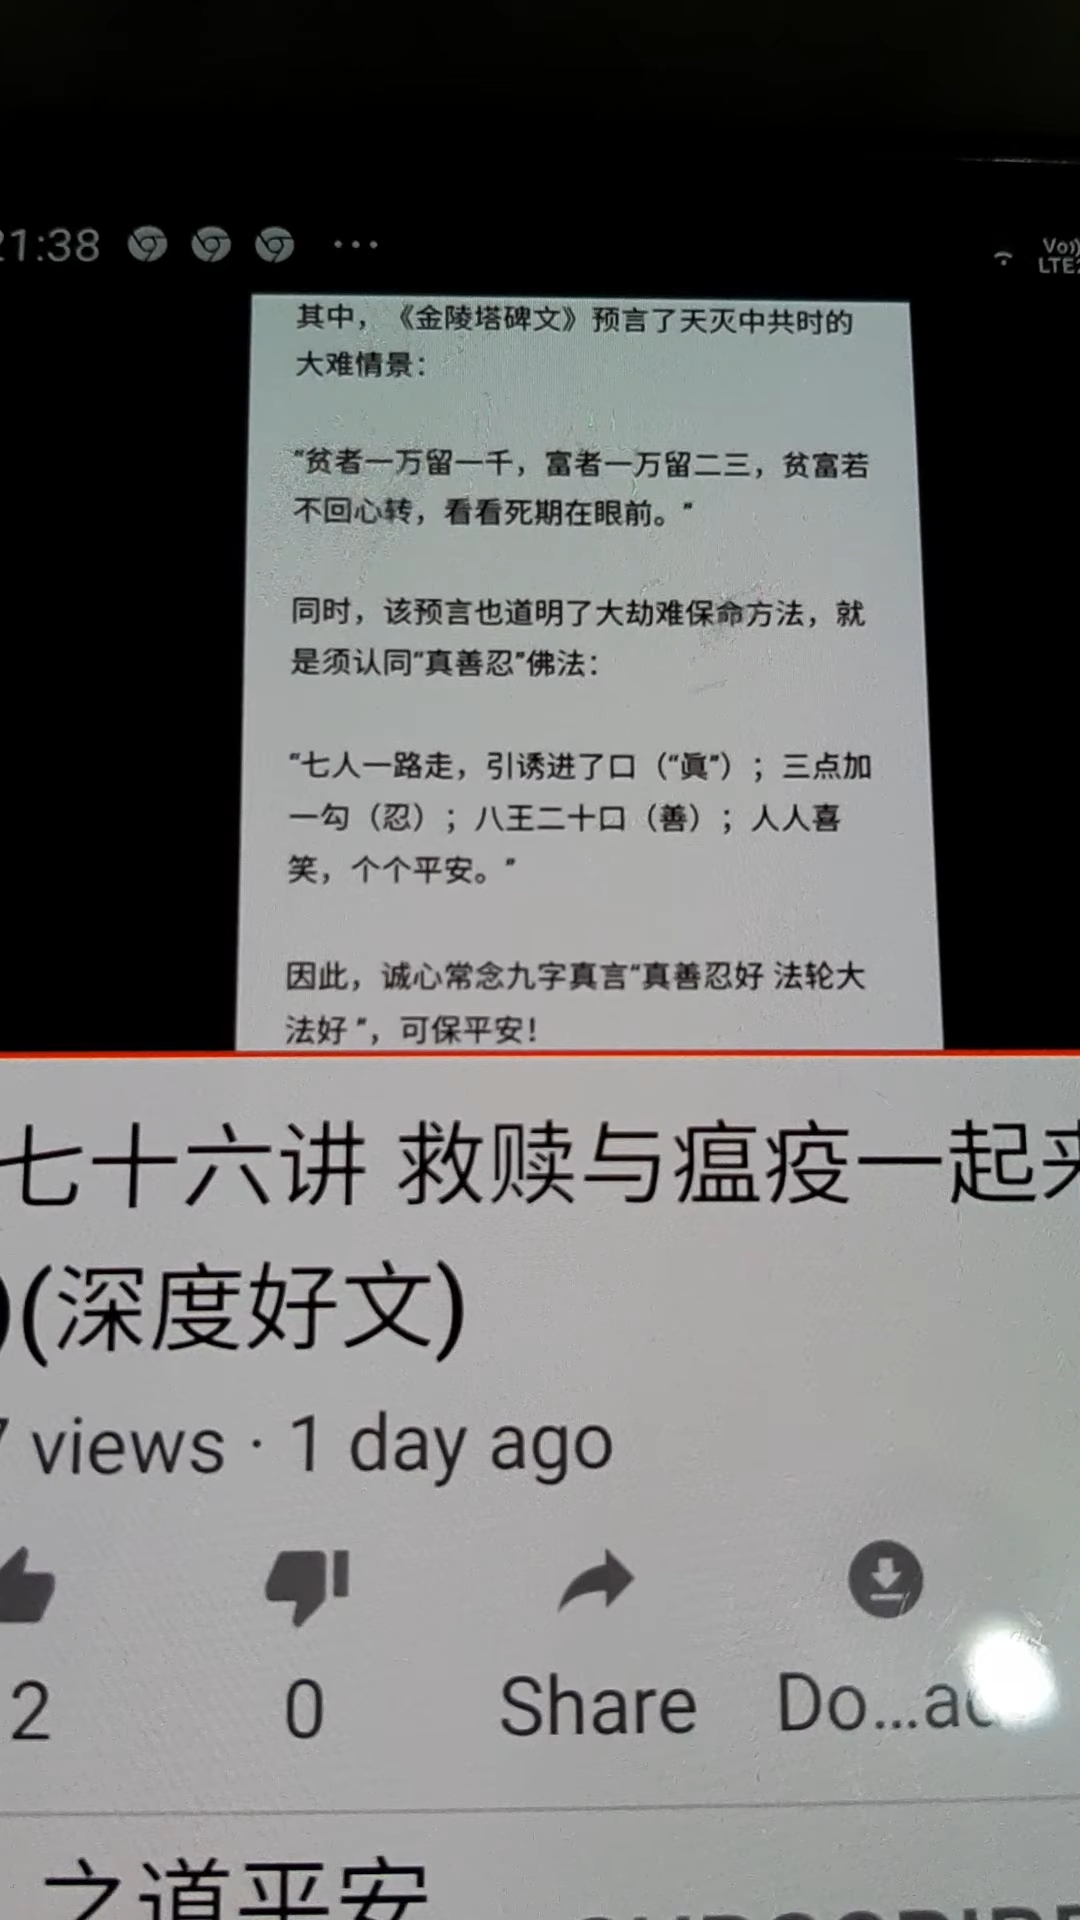 21:38
Vo))
LTE2
其中，《金陵塔碑文》预言了天灭中共时的
大难情景：
“贫者一万留一千，富者一万留二三，贫富若
不回心转，看看死期在眼前。”
同时，该预言也道明了大劫难保命方法，就
是须认同“真善忍”佛法：
“七人一路走，引诱进了口（“眞”）；三点加
一勾（忍）；八王二十口（善）；人人喜
笑，个个平安。”
因此，诚心常念九字真言“真善忍好 法轮大
法好 ”，可保平安！
七十六讲 救赎与瘟疫一起来
)(深度好文)
7 views · 1 day ago
2
0
Share
Do...
之道平安